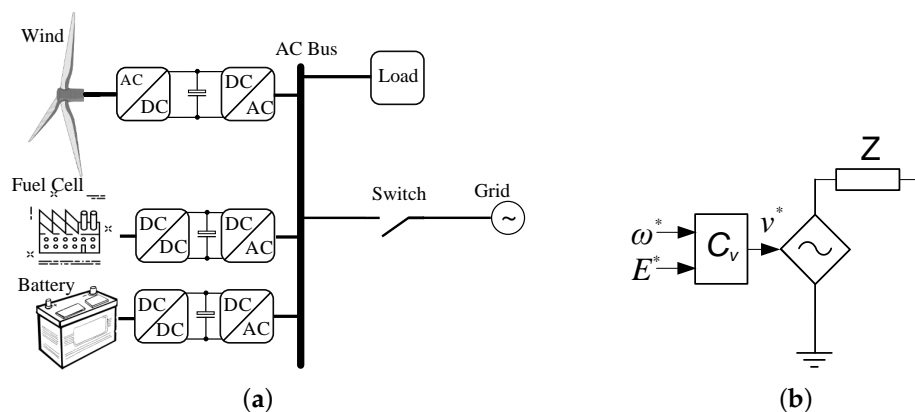 Wind
AC Bus
AC
DC
DC
AC
Load
Fuel Cell
DC
DC
DC
AC
Switch
Grid
~
Battery
DC
DC
DC
AC
(a)
Z
ω*
E*
Cv
v*
(b)